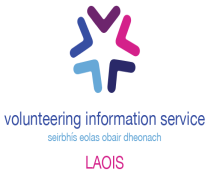 volunteering information service
seirbhís eolas obair dheonach
LAOIS